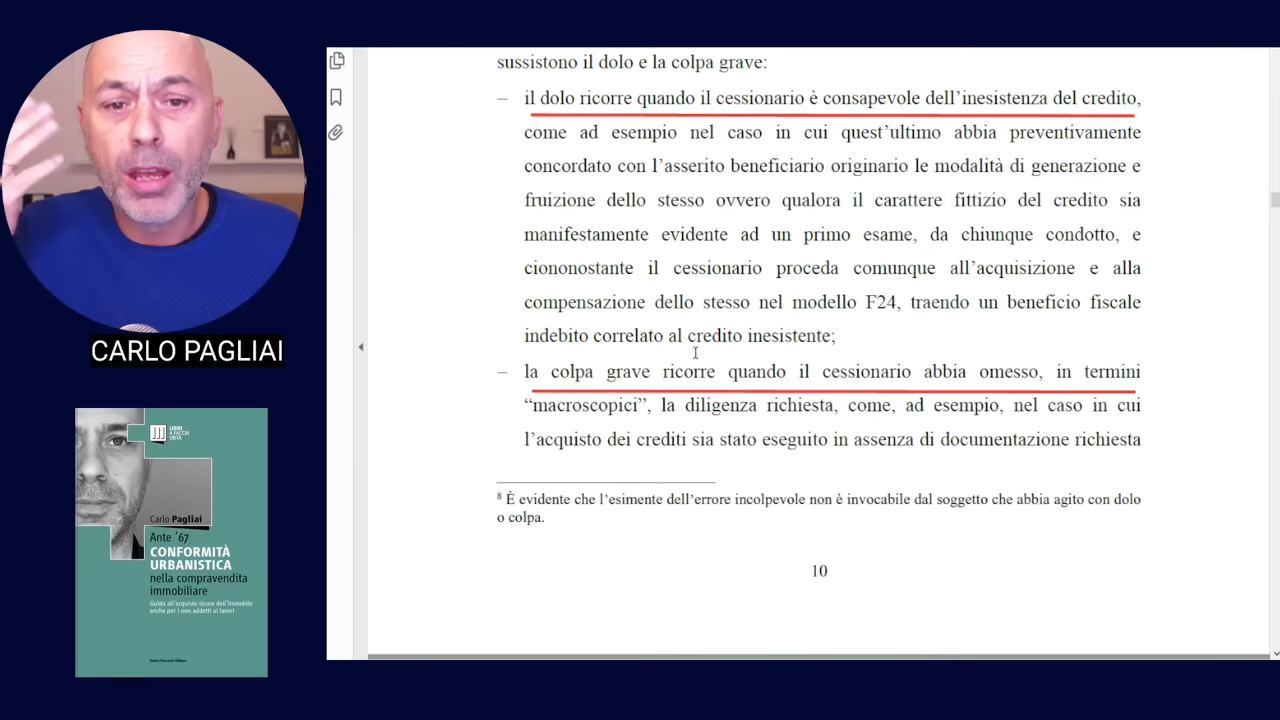 CARLO PAGLIAI
LIBRI
A FACCIA
VISTA
Carlo Pagliai
Ante '67
CONFORMITÀ
URBANISTICA
nella compravendita
immobiliare
Guida all'acquisto sicuro dell'immobile
anche per i non addetti ai lavori
sussistono il dolo e la colpa grave:
– il dolo ricorre quando il cessionario è consapevole dell’inesistenza del credito,
come ad esempio nel caso in cui quest’ultimo abbia preventivamente
concordato con l’asserito beneficiario originario le modalità di generazione e
fruizione dello stesso ovvero qualora il carattere fittizio del credito sia
manifestamente evidente ad un primo esame, da chiunque condotto, e
ciononostante il cessionario proceda comunque all’acquisizione e alla
compensazione dello stesso nel modello F24, traendo un beneficio fiscale
indebito correlato al credito inesistente;
– la colpa grave ricorre quando il cessionario abbia omesso, in termini
“macroscopici”, la diligenza richiesta, come, ad esempio, nel caso in cui
l’acquisto dei crediti sia stato eseguito in assenza di documentazione richiesta
8 È evidente che l’esimente dell’errore incolpevole non è invocabile dal soggetto che abbia agito con dolo
o colpa.
10